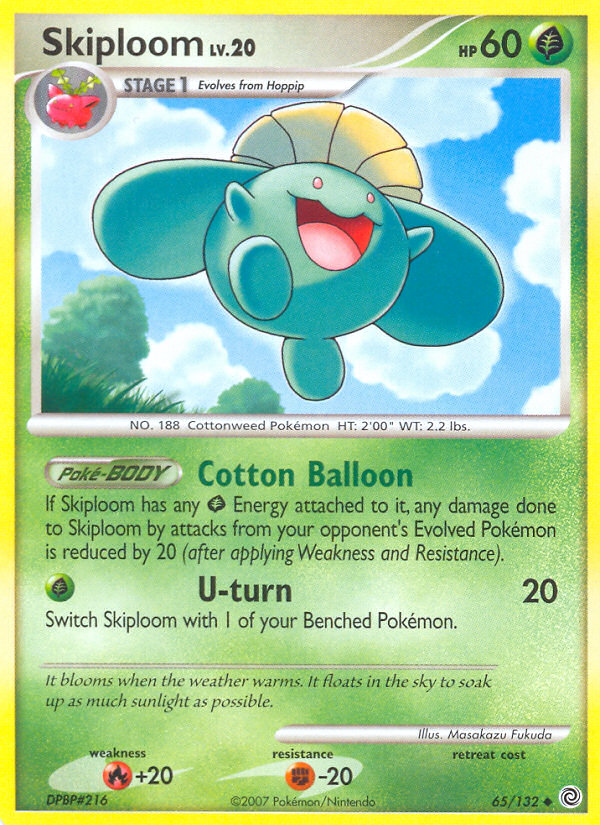 Skiploom LV.20
HP 60
STAGE 1 Evolves from Hoppip
NO. 188 Cottonweed Pokémon HT: 2'00" WT: 2.2 lbs.
Poké-BODY Cotton Balloon
If Skiploom has any Energy attached to it, any damage done
to Skiploom by attacks from your opponent's Evolved Pokémon
is reduced by 20 (after applying Weakness and Resistance).
U-turn 20
Switch Skiploom with 1 of your Benched Pokémon.
It blooms when the weather warms. It floats in the sky to soak
up as much sunlight as possible.
Illus. Masakazu Fukuda
weakness resistance retreat cost
+20 -20
DPBP#216 ©2007 Pokémon/Nintendo 65/132